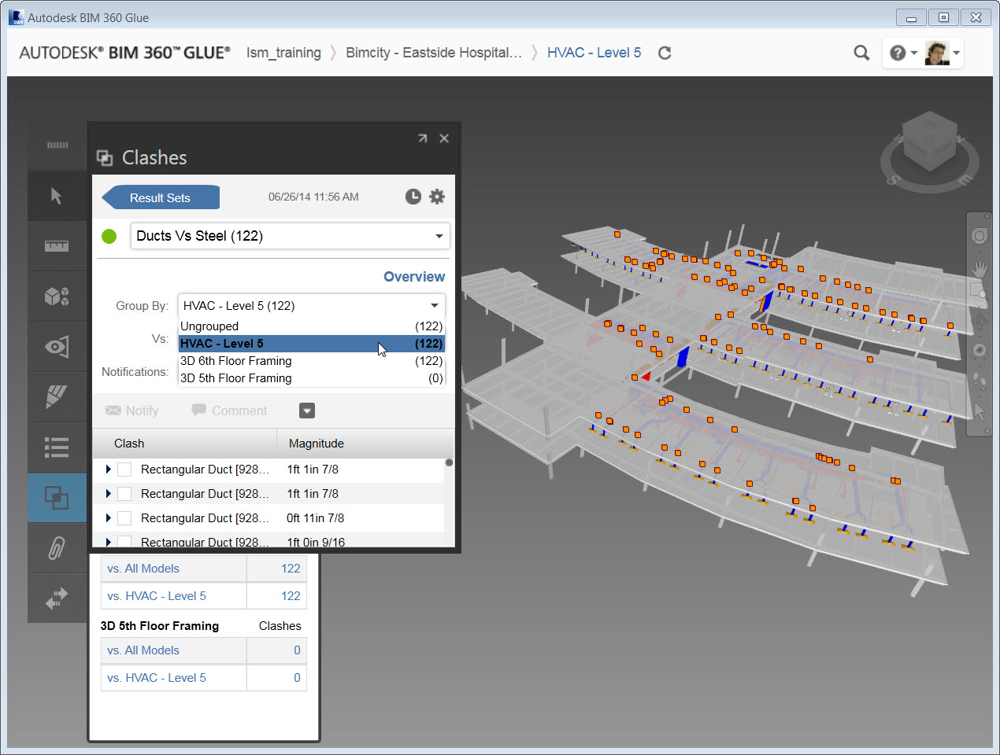 Autodesk BIM 360 Glue
AUTODESK® BIM 360™ GLUE® lsm_training Bimcity - Eastside Hospital... HVAC - Level 5
Clashes
Result Sets 06/26/14 11:56 AM
Ducts Vs Steel (122)
Overview
Group By: HVAC - Level 5 (122)
Ungrouped (122)
Vs: HVAC - Level 5 (122)
3D 6th Floor Framing (122)
Notifications: 3D 5th Floor Framing (0)
Notify Comment
Clash Magnitude
Rectangular Duct [928... 1ft 1in 7/8
Rectangular Duct [928... 1ft 1in 7/8
Rectangular Duct [928... 0ft 11in 7/8
Rectangular Duct [928... 1ft 0in 9/16
vs. All Models 122
vs. HVAC - Level 5 122
3D 5th Floor Framing Clashes
vs. All Models 0
vs. HVAC - Level 5 0
TOP
FRONT RIGHT
S E